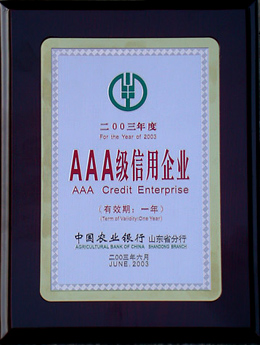 二00三年度
For the Year of 2003
AAA级信用企业
AAA Credit Enterprise
(有效期：一年)
(Term of Validity:One Year)
中国农业银行 山东省分行
AGRICULTURAL BANK OF CHINA SHANDONG BRANCH
二00三年六月
JUNE, 2003